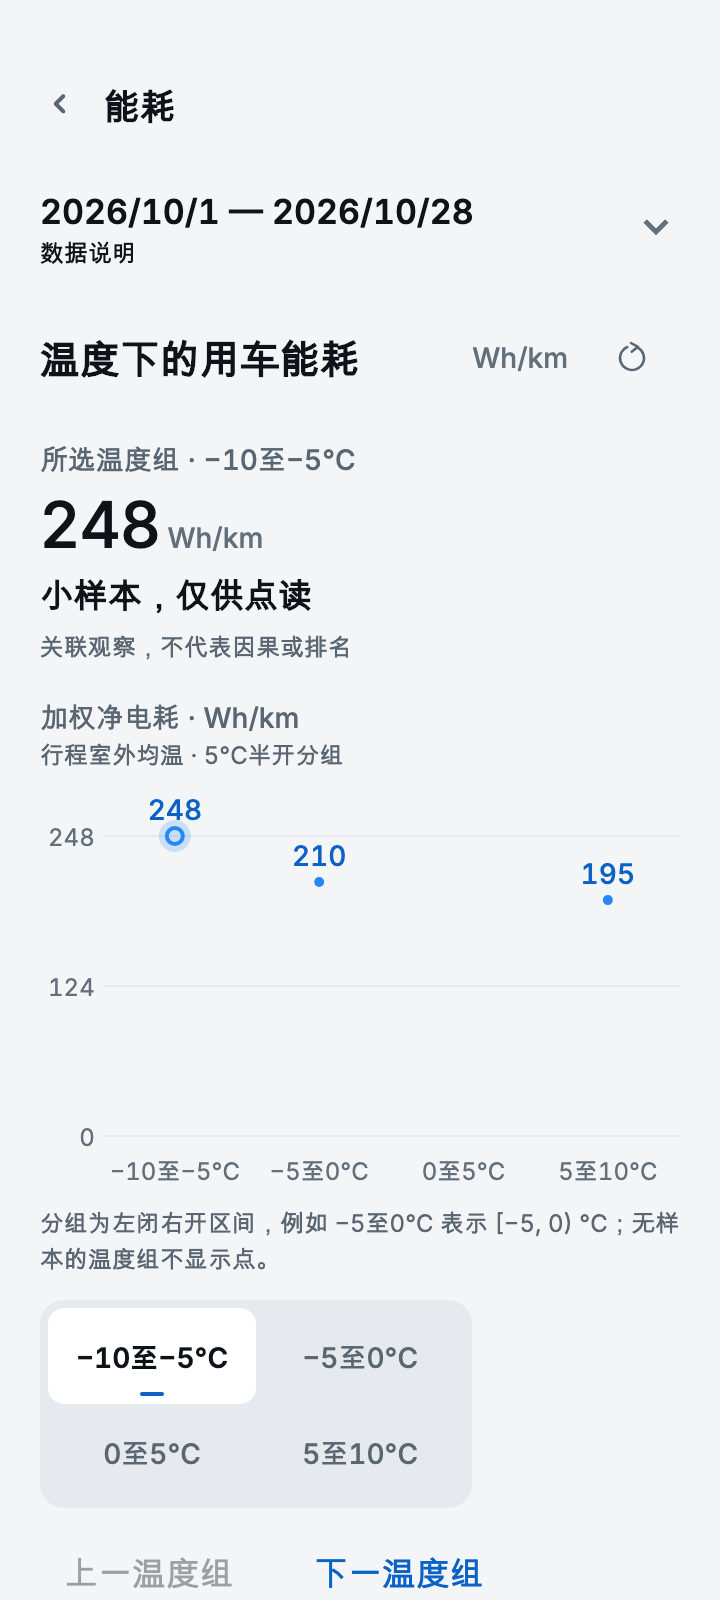 能耗
2026/10/1 — 2026/10/28
数据说明
温度下的用车能耗 Wh/km
所选温度组 · −10至−5°C
248 Wh/km
小样本，仅供点读
关联观察，不代表因果或排名
加权净电耗 · Wh/km
行程室外均温 · 5°C半开分组
248
248
210
195
124
0
−10至−5°C −5至0°C 0至5°C 5至10°C
分组为左闭右开区间，例如 −5至0°C 表示 [−5, 0) °C；无样
本的温度组不显示点。
−10至−5°C −5至0°C
0至5°C 5至10°C
上一温度组 下一温度组